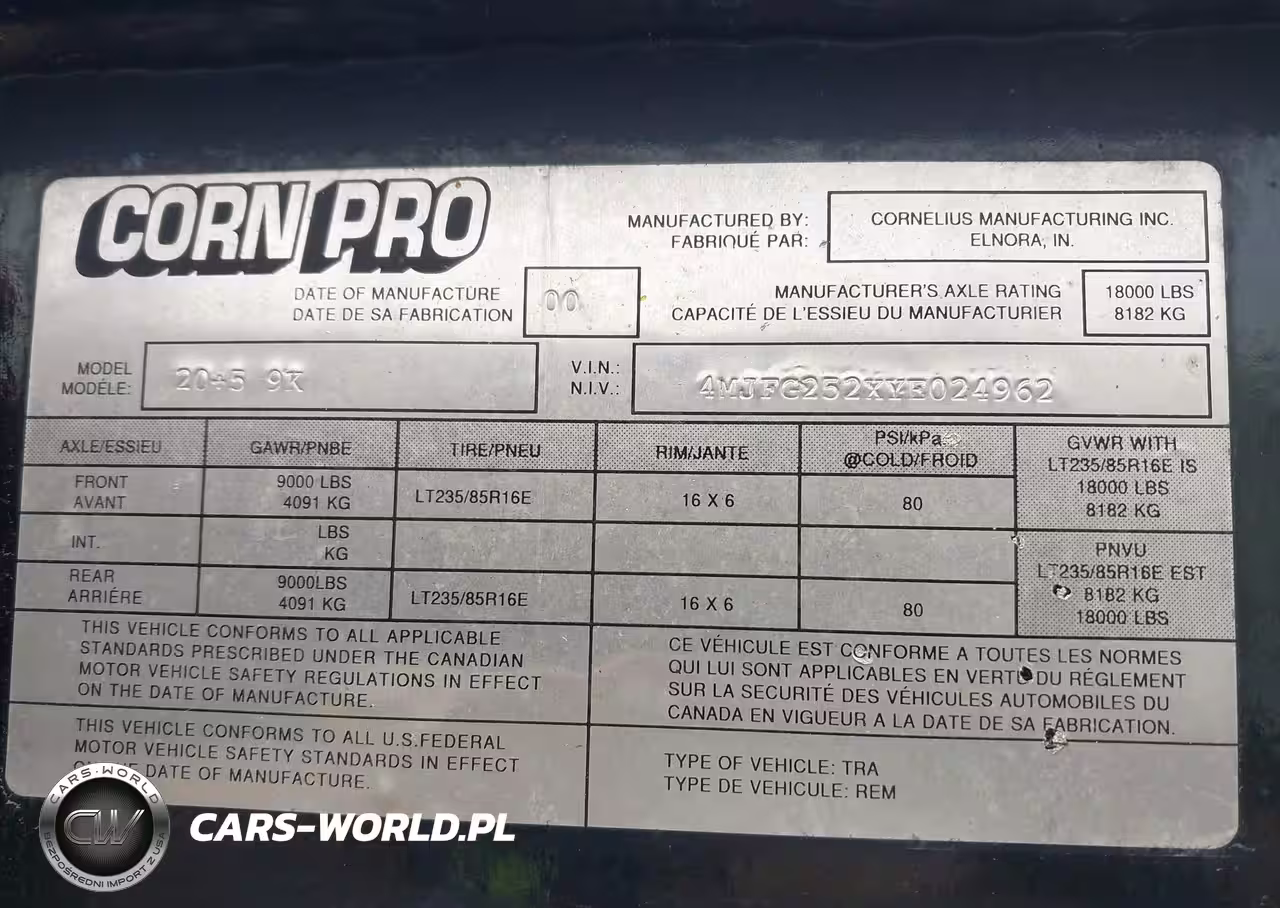 CORN PRO
MANUFACTURED BY:
FABRIQUÉ PAR:
CORNELIUS MANUFACTURING INC.
ELNORA, IN.
DATE OF MANUFACTURE
DATE DE SA FABRICATION
00
MANUFACTURER'S AXLE RATING
CAPACITÉ DE L'ESSIEU DU MANUFACTURIER
18000 LBS
8182 KG
MODEL
MODÉLE:
20+5 9K
V.I.N.:
N.I.V.:
4MJFG252XYE024962
AXLE/ESSIEU GAWR/PNBE TIRE/PNEU RIM/JANTE PSI/kPa @COLD/FROID
FRONT
AVANT
9000 LBS
4091 KG
LT235/85R16E
16 X 6
80
INT.
LBS
KG
REAR
ARRIÉRE
9000LBS
4091 KG
LT235/85R16E
16 X 6
80
GVWR WITH
LT235/85R16E IS
18000 LBS
8182 KG
PNVU
LT235/85R16E EST
8182 KG
18000 LBS
THIS VEHICLE CONFORMS TO ALL APPLICABLE
STANDARDS PRESCRIBED UNDER THE CANADIAN
MOTOR VEHICLE SAFETY REGULATIONS IN EFFECT
ON THE DATE OF MANUFACTURE.
CE VÉHICULE EST CONFORME A TOUTES LES NORMES
QUI LUI SONT APPLICABLES EN VERTU DU RÉGLEMENT
SUR LA SECURITÉ DES VÉHICULES AUTOMOBILES DU
CANADA EN VIGUEUR A LA DATE DE SA FABRICATION.
THIS VEHICLE CONFORMS TO ALL U.S.FEDERAL
MOTOR VEHICLE SAFETY STANDARDS IN EFFECT
DATE OF MANUFACTURE.
TYPE OF VEHICLE: TRA
TYPE DE VEHICULE: REM
CARS-WORLD
CW
BEZPOŚREDNI IMPORT Z USA
CARS-WORLD.PL